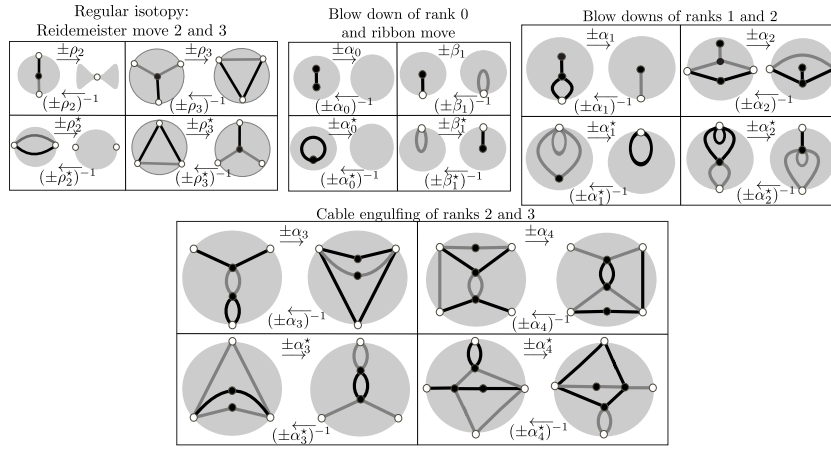 Regular isotopy:
Reidemeister move 2 and 3
±ρ₂
(±ρ₂)⁻¹
±ρ₃
(±ρ₃)⁻¹
±ρ₂⋆
(±ρ₂⋆)⁻¹
±ρ₃⋆
(±ρ₃⋆)⁻¹
Blow down of rank 0
and ribbon move
±α₀
(±α₀)⁻¹
±β₁
(±β₁)⁻¹
±α₀⋆
(±α₀⋆)⁻¹
±β₁⋆
(±β₁⋆)⁻¹
Blow downs of ranks 1 and 2
±α₁
(±α₁)⁻¹
±α₂
(±α₂)⁻¹
±α₁⋆
(±α₁⋆)⁻¹
±α₂⋆
(±α₂⋆)⁻¹
Cable engulfing of ranks 2 and 3
±α₃
(±α₃)⁻¹
±α₄
(±α₄)⁻¹
±α₃⋆
(±α₃⋆)⁻¹
±α₄⋆
(±α₄⋆)⁻¹